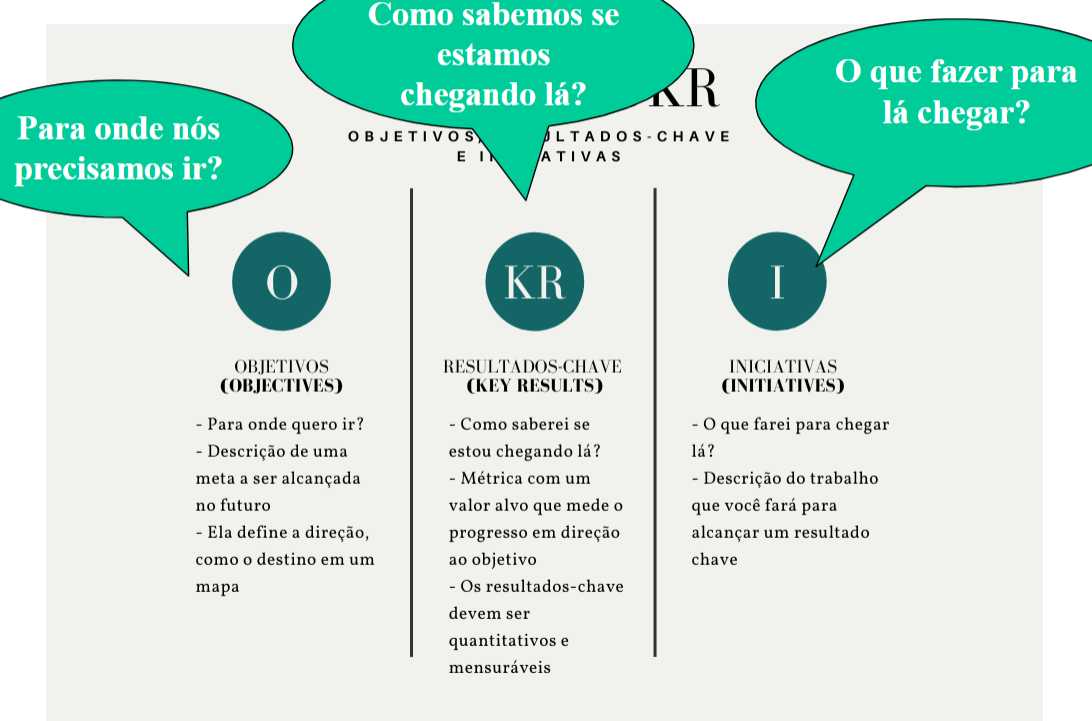 Como sabemos se
estamos
chegando lá?
O que fazer para
lá chegar?
Para onde nós
precisamos ir?
KR
OBJETIVOS, RESULTADOS-CHAVE
E INICIATIVAS
O
KR
I
OBJETIVOS
(OBJECTIVES)
- Para onde quero ir?
- Descrição de uma
meta a ser alcançada
no futuro
- Ela define a direção,
como o destino em um
mapa
RESULTADOS-CHAVE
(KEY RESULTS)
- Como saberei se
estou chegando lá?
- Métrica com um
valor alvo que mede o
progresso em direção
ao objetivo
- Os resultados-chave
devem ser
quantitativos e
mensuráveis
INICIATIVAS
(INITIATIVES)
- O que farei para chegar
lá?
- Descrição do trabalho
que você fará para
alcançar um resultado
chave